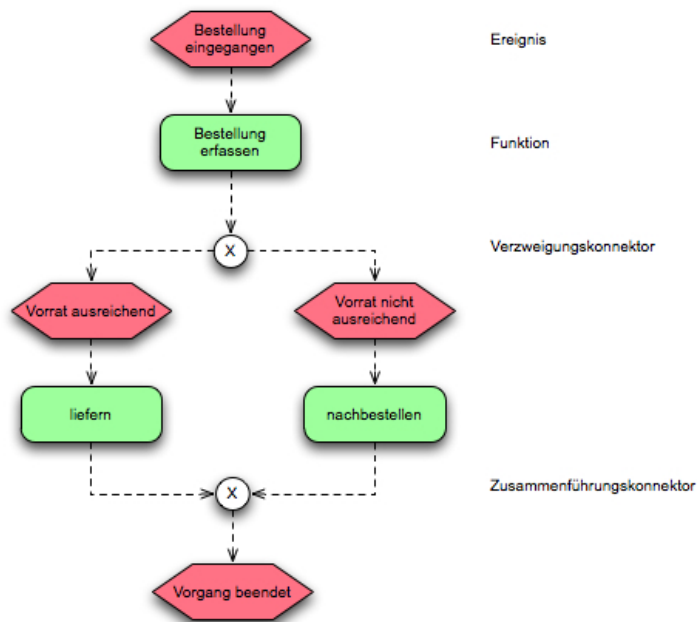 Bestellung
eingegangen
Ereignis
Bestellung
erfassen
Funktion
X
Verzweigungskonnektor
Vorrat ausreichend
Vorrat nicht
ausreichend
liefern
nachbestellen
X
Zusammenführungskonnektor
Vorgang beendet